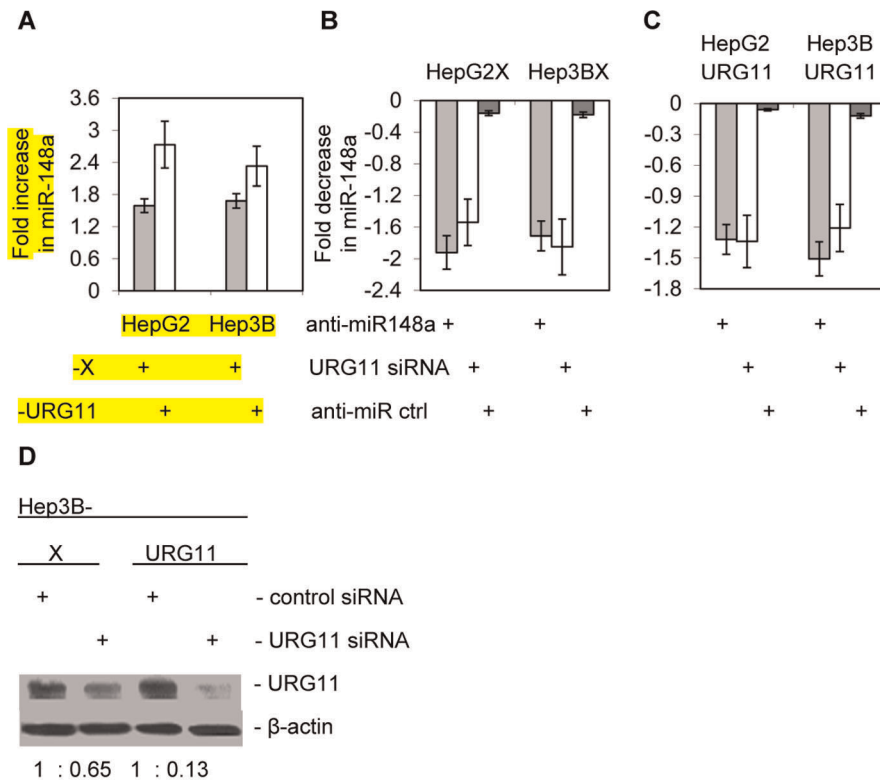 A
Fold increase
in miR-148a
3.6
3
2.4
1.8
1.2
0.6
0
HepG2 Hep3B
-X + +
-URG11 + +
B
HepG2X Hep3BX
Fold decrease
in miR-148a
0
-0.4
-0.8
-1.2
-1.6
-2
-2.4
anti-miR148a + +
URG11 siRNA + +
anti-miR ctrl + +
C
HepG2 Hep3B
URG11 URG11
0
-0.3
-0.6
-0.9
-1.2
-1.5
-1.8
+ +
+ +
+ +
D
Hep3B-
X URG11
+ + - control siRNA
+ + - URG11 siRNA
- URG11
- β-actin
1 : 0.65 1 : 0.13